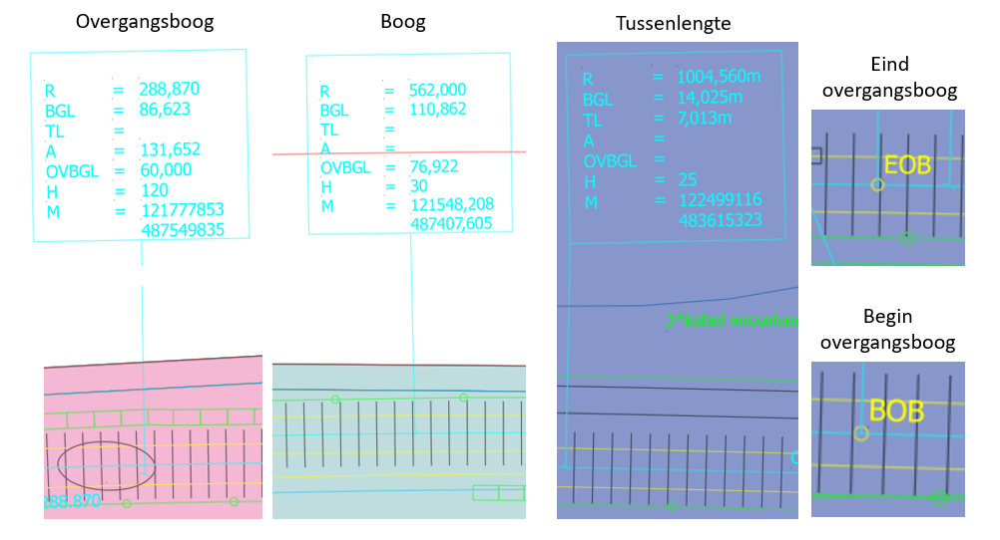 Overgangsboog
R = 288,870
BGL = 86,623
TL =
A = 131,652
OVBGL = 60,000
H = 120
M = 121777853
487549835
288.870
Boog
R = 562,000
BGL = 110,862
TL =
A =
OVBGL = 76,922
H = 30
M = 121548,208
487407,605
Tussenlengte
R = 1004,560m
BGL = 14,025m
TL = 7,013m
A =
OVBGL =
H = 25
M = 122499116
483615323
2*kabel wisselver
Eind
overgangsboog
EOB
Begin
overgangsboog
BOB